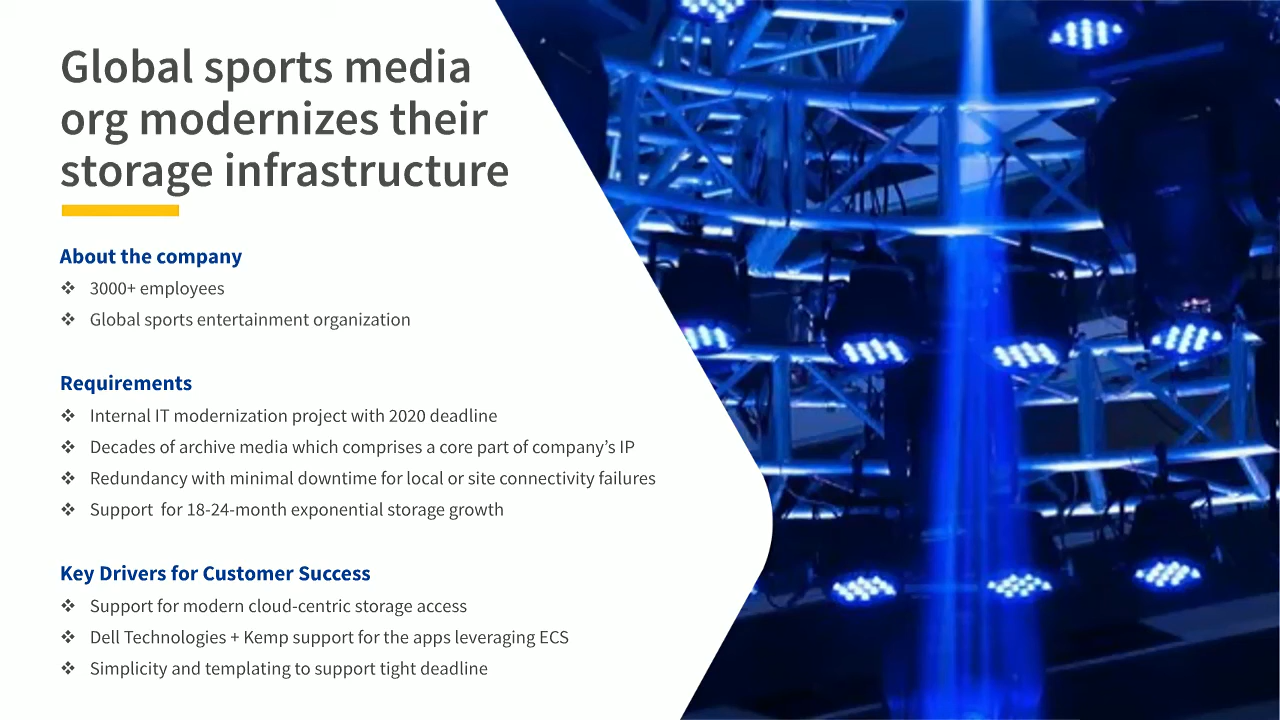 Global sports media
org modernizes their
storage infrastructure
About the company
❖ 3000+ employees
❖ Global sports entertainment organization
Requirements
❖ Internal IT modernization project with 2020 deadline
❖ Decades of archive media which comprises a core part of company’s IP
❖ Redundancy with minimal downtime for local or site connectivity failures
❖ Support  for 18-24-month exponential storage growth
Key Drivers for Customer Success
❖ Support for modern cloud-centric storage access
❖ Dell Technologies + Kemp support for the apps leveraging ECS
❖ Simplicity and templating to support tight deadline